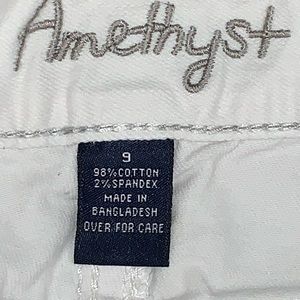 Amethyst
9
98% COTTON
2% SPANDEX
MADE IN
BANGLADESH
OVER FOR CARE